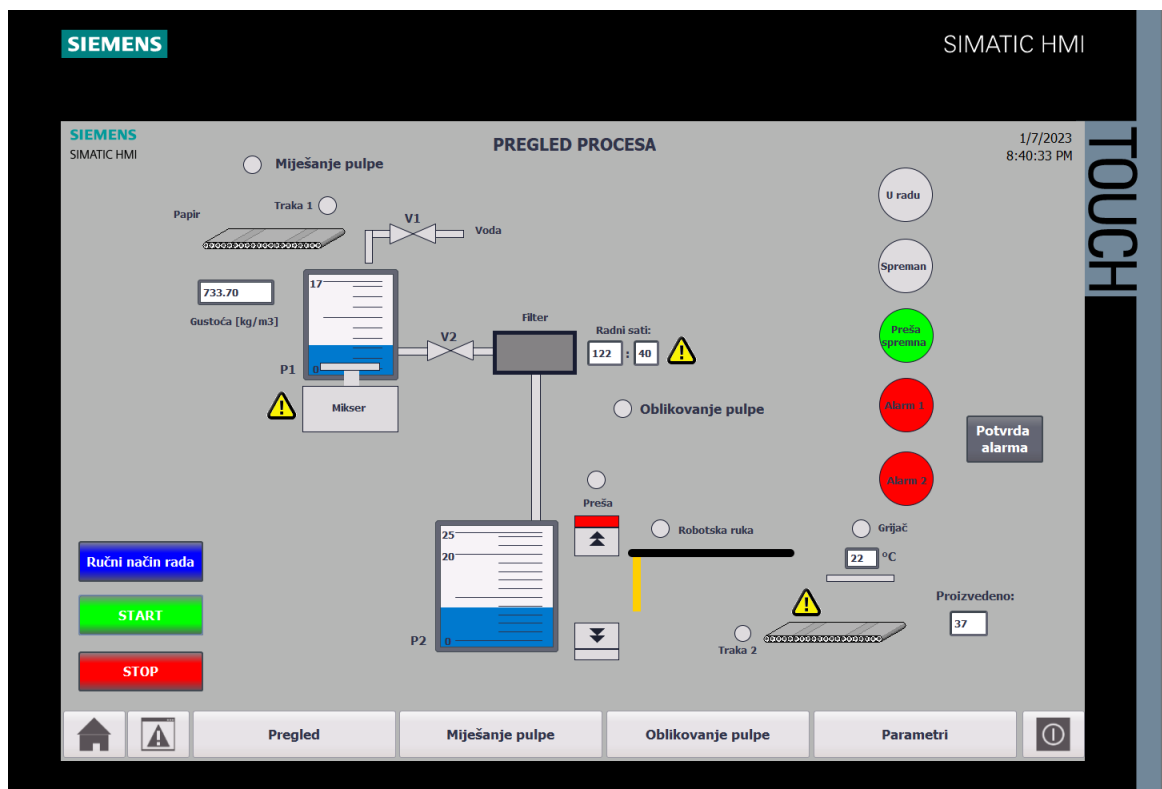 SIEMENS
SIMATIC HMI
TOUCH
SIEMENS
SIMATIC HMI
PREGLED PROCESA
1/7/2023
8:40:33 PM
Miješanje pulpe
U radu
Papir
Traka 1
V1
Voda
Spreman
17
733.70
Gustoća [kg/m3]
Filter
Radni sati:
Preša
spremna
V2
122 : 40
P1
0
Mikser
Oblikovanje pulpe
Alarm 1
Potvrda
alarma
Alarm 2
Preša
Robotska ruka
Grijač
25
20
22 °C
Ručni način rada
START
Proizvedeno:
37
P2
0
Traka 2
STOP
Pregled
Miješanje pulpe
Oblikovanje pulpe
Parametri